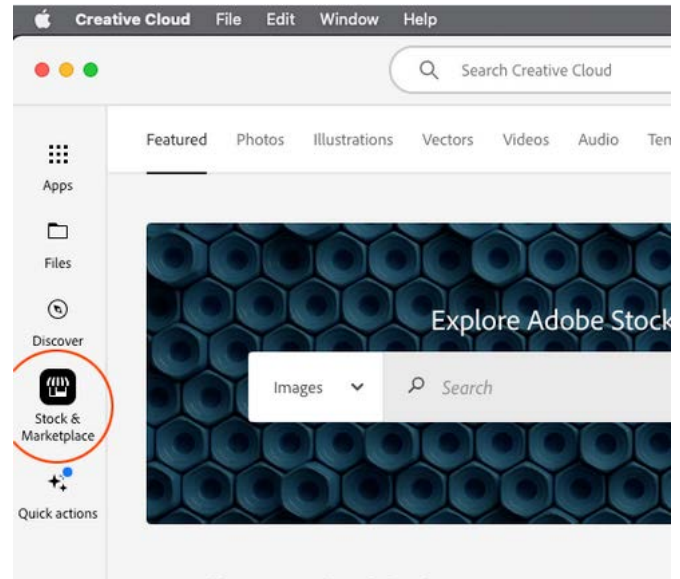 Creative Cloud File Edit Window Help
Search Creative Cloud
Featured Photos Illustrations Vectors Videos Audio
Apps
Files
Discover
Explore Adobe Stock
Images Search
Stock &
Marketplace
Quick actions